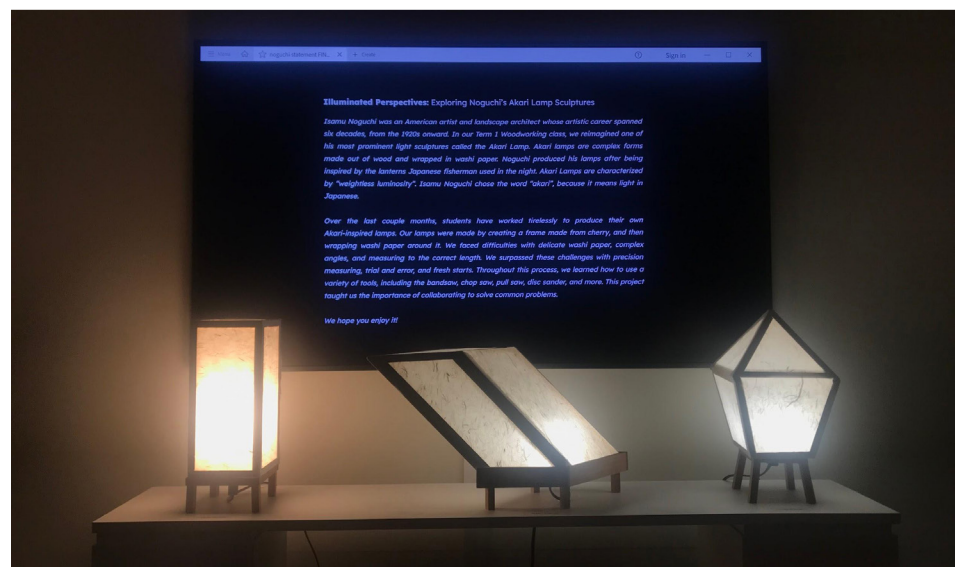 Noguchi statement
Sign in
Illuminated Perspectives: Exploring Noguchi's Akari Lamp Sculptures
Isamu Noguchi was an American artist and landscape architect whose artistic career spanned
six decades, from the 1920s onward. In our Term 1 Woodworking class, we reimagined one of
his most prominent light sculptures called the Akari Lamp. Akari lamps are complex forms
made out of wood and wrapped in washi paper. Noguchi produced his lamps after being
inspired by the lanterns Japanese fisherman used in the night. Akari Lamps are characterized
by "weightless luminosity". Isamu Noguchi chose the word "akari", because it means light in
Japanese.
Over the last couple months, students have worked tirelessly to produce their own
Akari-inspired lamps. Our lamps were made by creating a frame made from cherry, and then
wrapping washi paper around it. We faced difficulties with delicate washi paper, complex
angles, and measuring to the correct length. We surpassed these challenges with precision
measuring, trial and error, and fresh starts. Throughout this process, we learned how to use a
variety of tools, including the bandsaw, chop saw, pull saw, disc sander, and more. This project
taught us the importance of collaborating to solve common problems.
We hope you enjoy it!